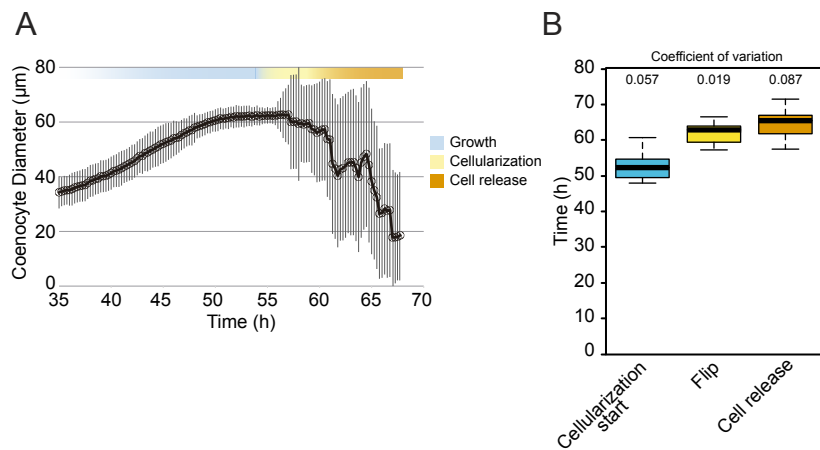 A
80
60
40
20
0
Coenocyte Diameter (μm)
35
40
45
50
55
60
65
70
Time (h)
Growth
Cellularization
Cell release
B
Coefficient of variation
0.057
0.019
0.087
80
70
60
50
40
30
20
10
0
Time (h)
Cellularization
start
Flip
Cell release